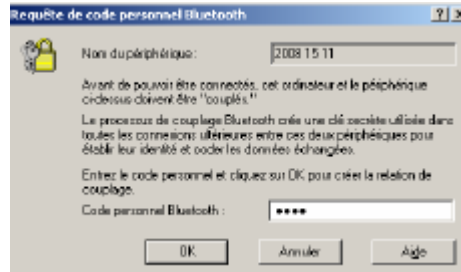 Requête de code personnel Bluetooth
Nom du périphérique :
2008 15 11
Avant de pouvoir être connectés, cet ordinateur et le périphérique
ci-dessus doivent être "couplés."
Le processus de couplage Bluetooth crée une clé secrète utilisée dans
toutes les connexions ultérieures entre ces deux périphériques pour
établir leur identité et coder les données échangées.
Entrez le code personnel et cliquez sur OK pour créer la relation de
couplage.
Code personnel Bluetooth :
••••
OK
Annuler
Aide